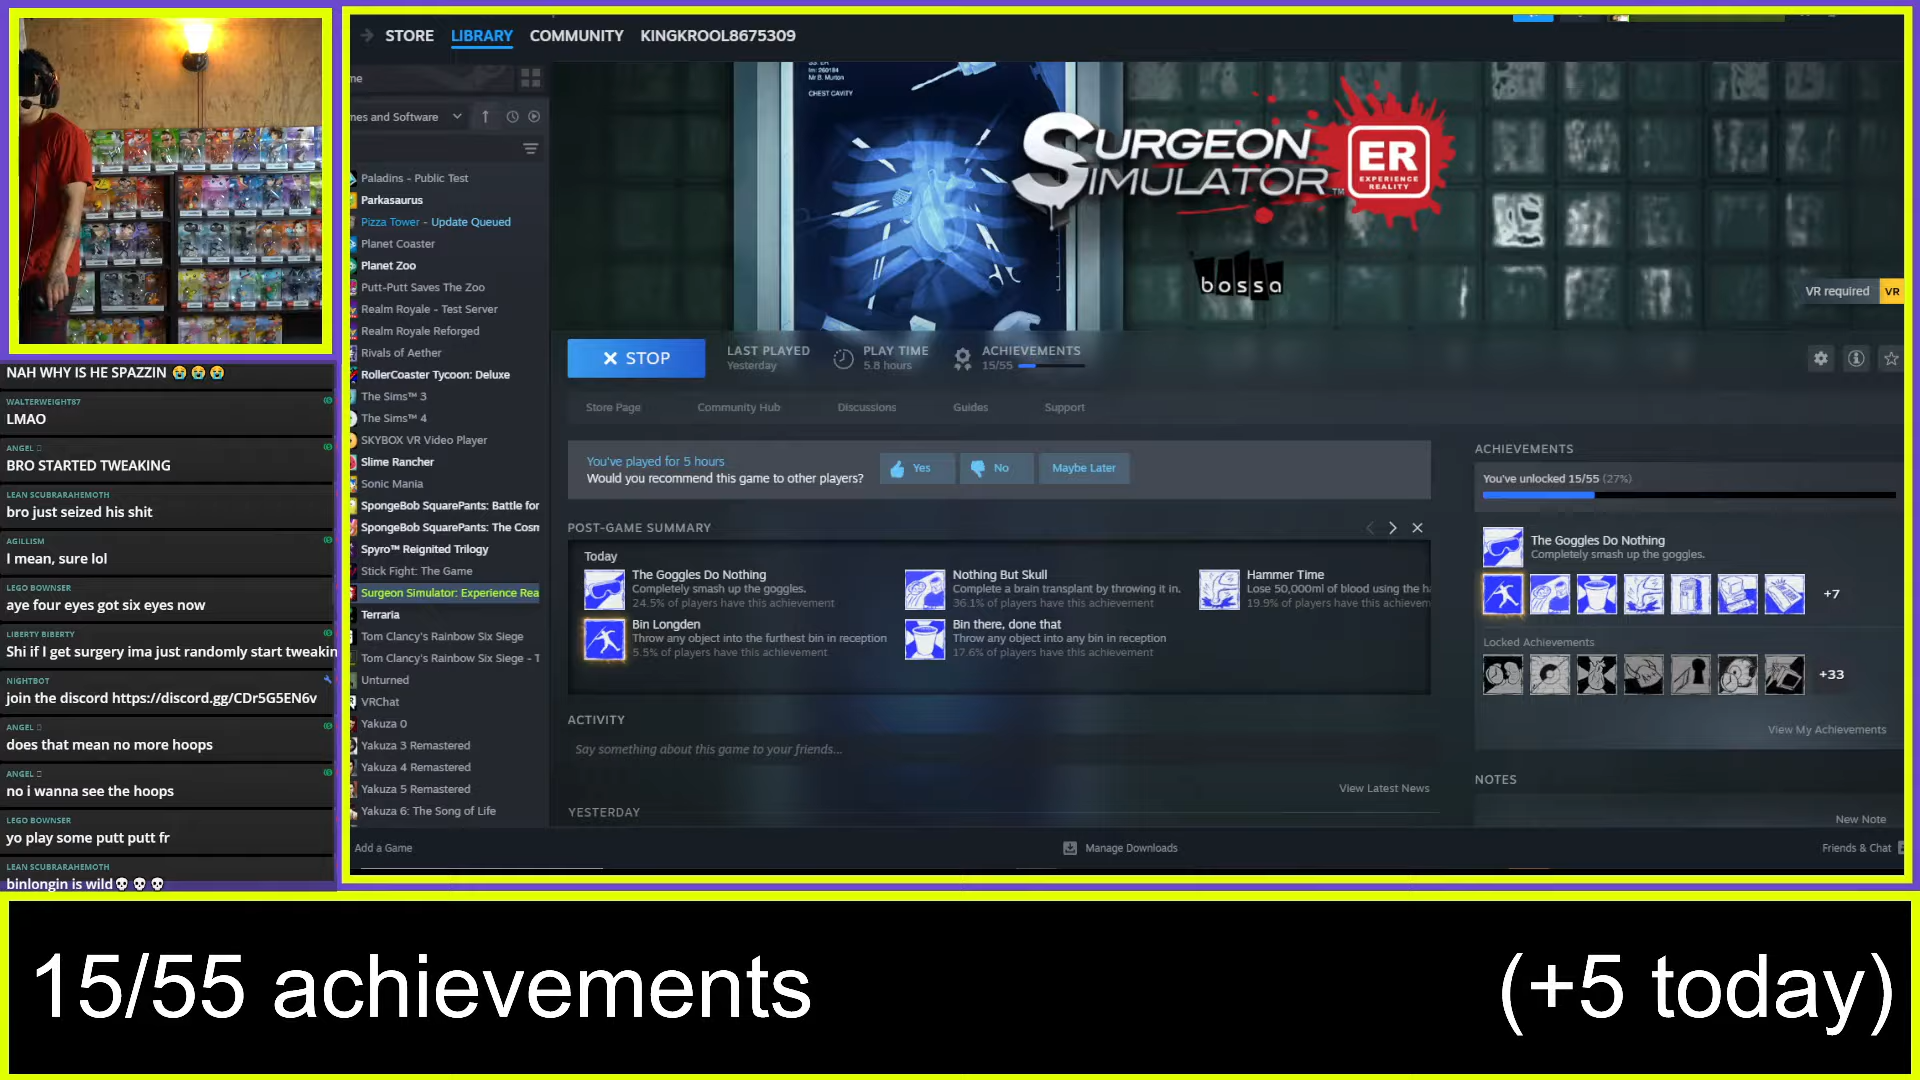 STORE LIBRARY COMMUNITY KINGKROOL8675309
NAH WHY IS HE SPAZZIN 😭😭😭
WALTERWEIGHT87
LMAO
ANGEL
BRO STARTED TWEAKING
LEAN SCUBRARAHEMOTH
bro just seized his shit
AGILLISM
I mean, sure lol
LEGO BOWNSER
aye four eyes got six eyes now
LIBERTY BIBERTY
Shi if I get surgery ima just randomly start tweakin
NIGHTBOT
join the discord https://discord.gg/CDr5G5EN6v
ANGEL
does that mean no more hoops
ANGEL
no i wanna see the hoops
LEGO BOWNSER
yo play some putt putt fr
LEAN SCUBRARAHEMOTH
binlongin is wild💀💀💀
me
nes and Software
Paladins - Public Test
Parkasaurus
Pizza Tower - Update Queued
Planet Coaster
Planet Zoo
Putt-Putt Saves The Zoo
Realm Royale - Test Server
Realm Royale Reforged
Rivals of Aether
RollerCoaster Tycoon: Deluxe
The Sims™ 3
The Sims™ 4
SKYBOX VR Video Player
Slime Rancher
Sonic Mania
SpongeBob SquarePants: Battle for
SpongeBob SquarePants: The Cosm
Spyro™ Reignited Trilogy
Stick Fight: The Game
Surgeon Simulator: Experience Rea
Terraria
Tom Clancy's Rainbow Six Siege
Tom Clancy's Rainbow Six Siege - T
Unturned
VRChat
Yakuza 0
Yakuza 3 Remastered
Yakuza 4 Remastered
Yakuza 5 Remastered
Yakuza 6: The Song of Life
Add a Game
Im: 260194
Mr B. Murton
CHEST CAVITY
SURGEON
SIMULATOR™
ER
EXPERIENCE
REALITY
bossa
VR required VR
STOP
LAST PLAYED
Yesterday
PLAY TIME
5.8 hours
ACHIEVEMENTS
15/55
Store Page Community Hub Discussions Guides Support
You've played for 5 hours
Would you recommend this game to other players?
Yes No Maybe Later
POST-GAME SUMMARY
Today
The Goggles Do Nothing
Completely smash up the goggles.
24.5% of players have this achievement
Nothing But Skull
Complete a brain transplant by throwing it in.
36.1% of players have this achievement
Hammer Time
Lose 50,000ml of blood using the ha
19.9% of players have this achievem
Bin Longden
Throw any object into the furthest bin in reception
5.5% of players have this achievement
Bin there, done that
Throw any object into any bin in reception
17.6% of players have this achievement
ACTIVITY
Say something about this game to your friends...
View Latest News
YESTERDAY
ACHIEVEMENTS
You've unlocked 15/55 (27%)
The Goggles Do Nothing
Completely smash up the goggles.
+7
Locked Achievements
+33
View My Achievements
NOTES
New Note
Manage Downloads
Friends & Chat
15/55 achievements
(+5 today)